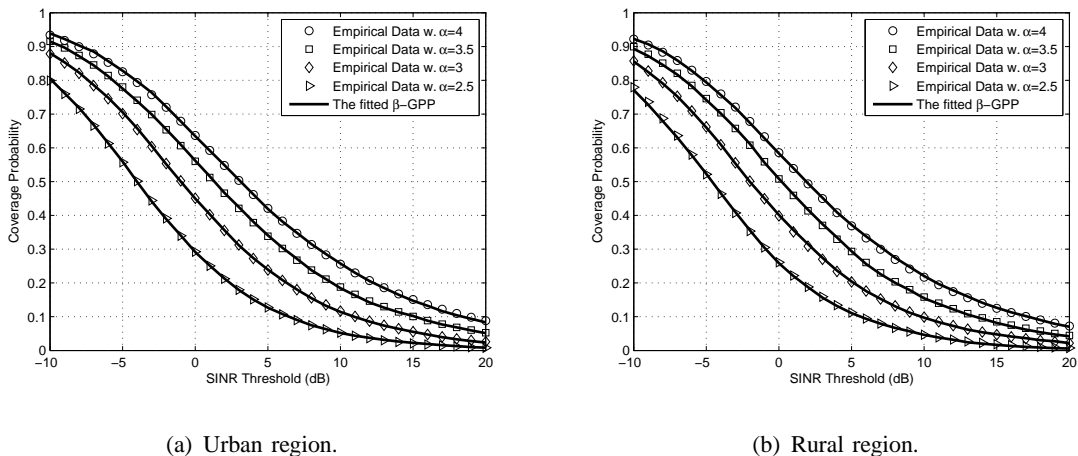 1
0.9
0.8
0.7
0.6
0.5
0.4
0.3
0.2
0.1
0
Coverage Probability
−10
−5
0
5
10
15
20
SINR Threshold (dB)
Empirical Data w. α=4
Empirical Data w. α=3.5
Empirical Data w. α=3
Empirical Data w. α=2.5
The fitted β−GPP
(a) Urban region.
1
0.9
0.8
0.7
0.6
0.5
0.4
0.3
0.2
0.1
0
Coverage Probability
−10
−5
0
5
10
15
20
SINR Threshold (dB)
Empirical Data w. α=4
Empirical Data w. α=3.5
Empirical Data w. α=3
Empirical Data w. α=2.5
The fitted β−GPP
(b) Rural region.